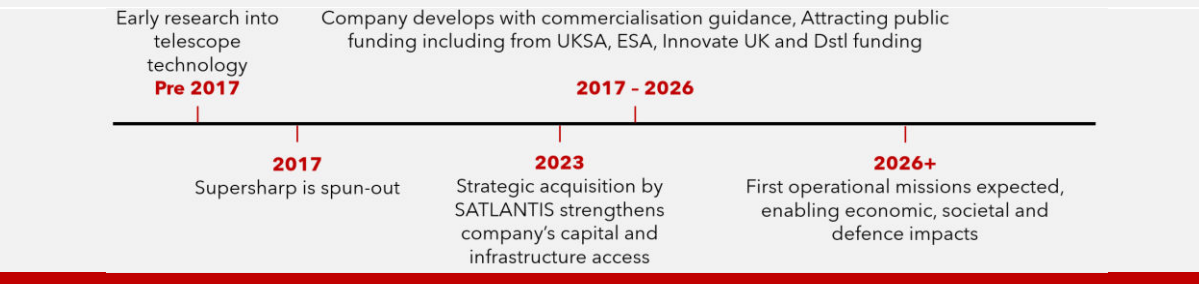 Early research into
telescope
technology
Pre 2017
Company develops with commercialisation guidance, Attracting public
funding including from UKSA, ESA, Innovate UK and Dstl funding
2017 – 2026
2017
Supersharp is spun-out
2023
Strategic acquisition by
SATLANTIS strengthens
company's capital and
infrastructure access
2026+
First operational missions expected,
enabling economic, societal and
defence impacts